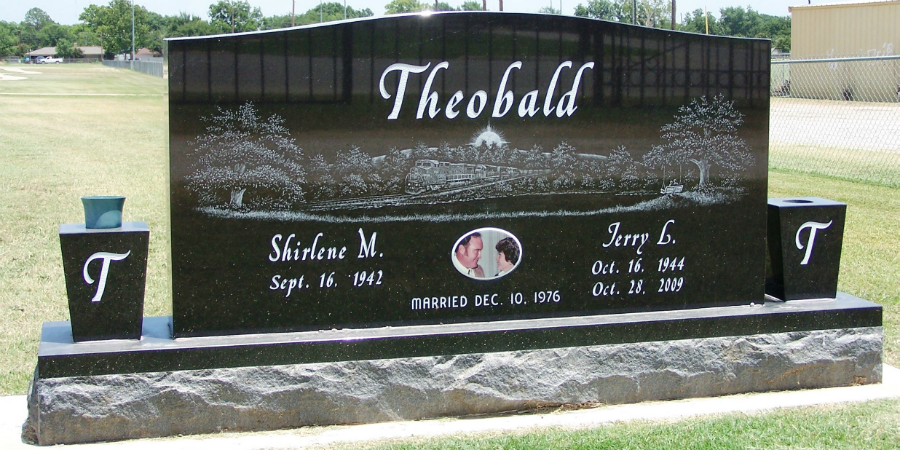 Theobald
Shirlene M.
Sept. 16, 1942
Jerry L.
Oct. 16, 1944
Oct. 28, 2009
MARRIED DEC. 10, 1976
T
T